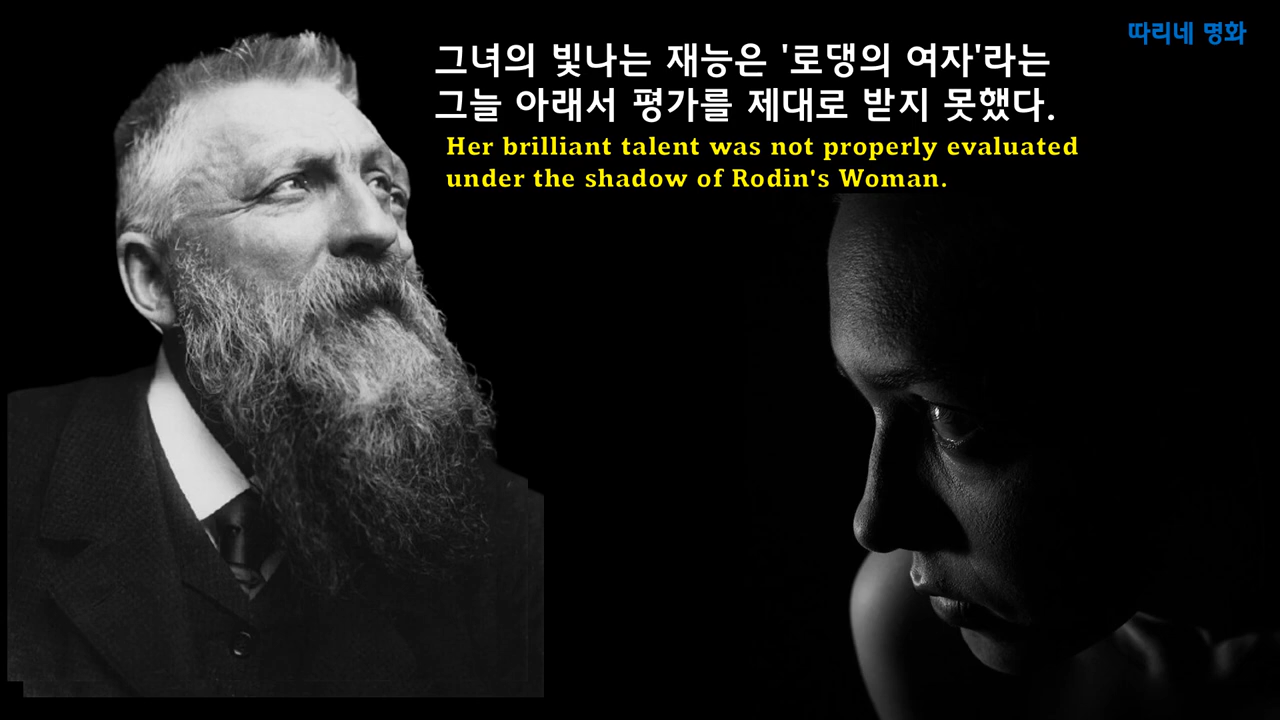 따리네 명화
그녀의 빛나는 재능은 '로댕의 여자'라는
그늘 아래서 평가를 제대로 받지 못했다.
Her brilliant talent was not properly evaluated
under the shadow of Rodin's Woman.